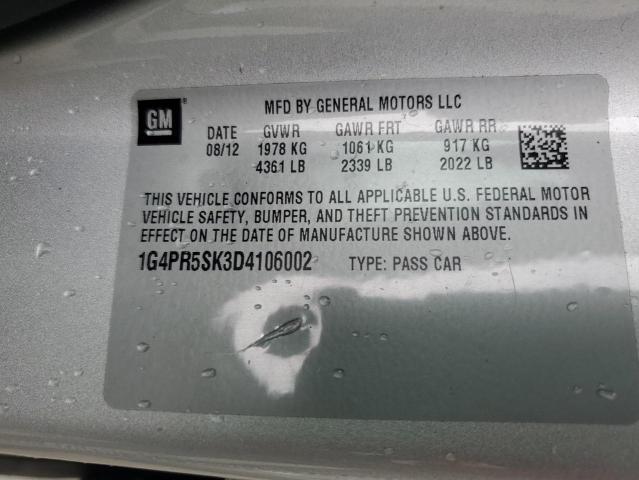 GM ®
MFD BY GENERAL MOTORS LLC
DATE GVWR GAWR FRT GAWR RR
08/12 1978 KG 1061 KG 917 KG
4361 LB 2339 LB 2022 LB
THIS VEHICLE CONFORMS TO ALL APPLICABLE U.S. FEDERAL MOTOR
VEHICLE SAFETY, BUMPER, AND THEFT PREVENTION STANDARDS IN
EFFECT ON THE DATE OF MANUFACTURE SHOWN ABOVE.
1G4PR5SK3D4106002 TYPE: PASS CAR